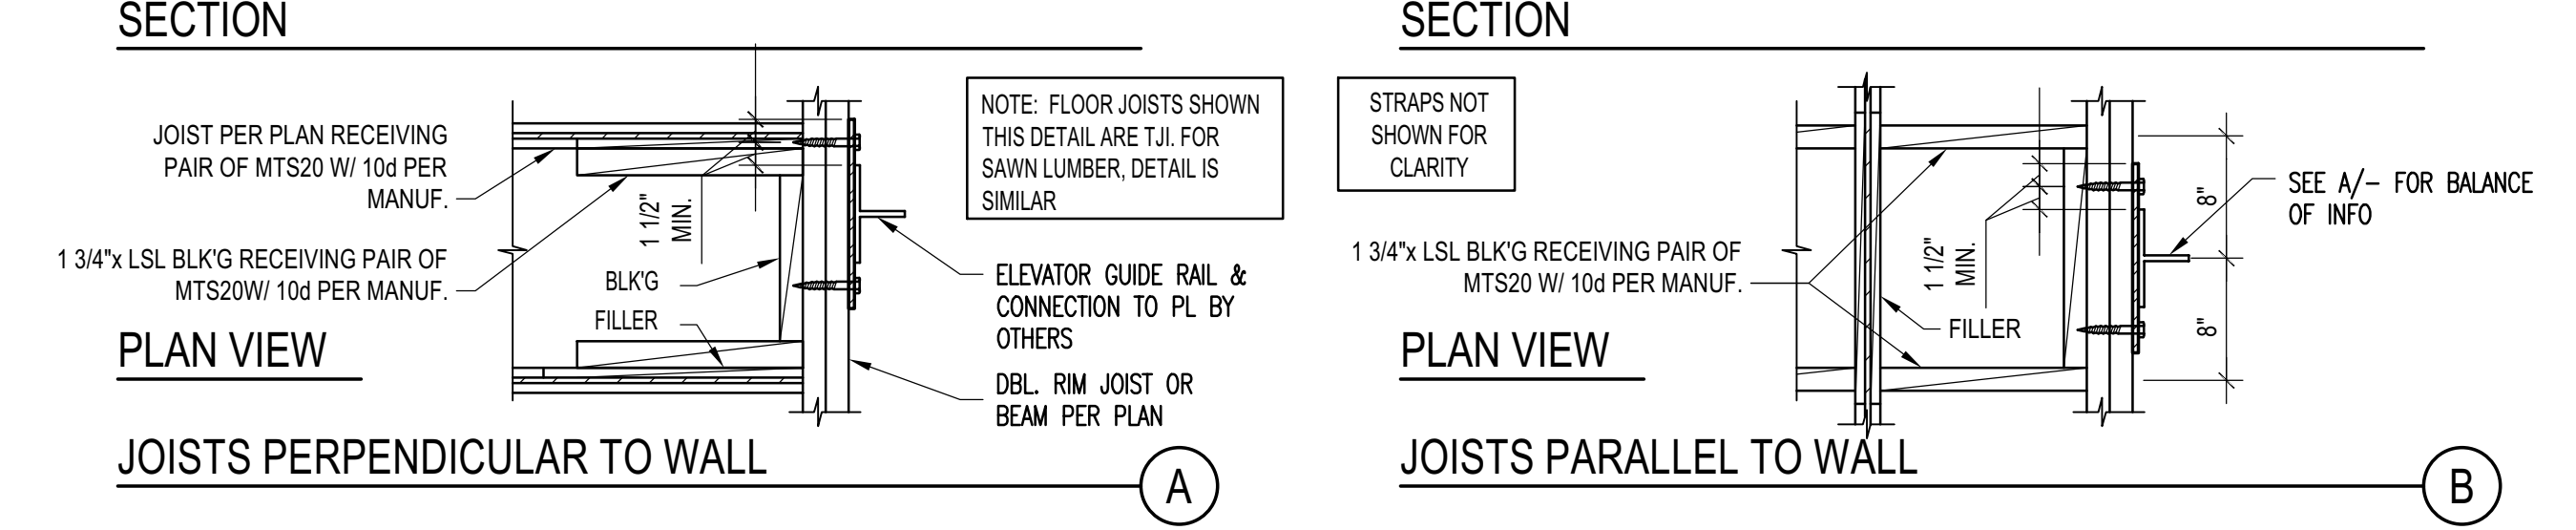 SECTION
JOIST PER PLAN RECEIVING
PAIR OF MTS20 W/ 10d PER
MANUF.
1 3/4"x LSL BLK'G RECEIVING PAIR OF
MTS20W/ 10d PER MANUF.
1 1/2"
MIN.
BLK'G
FILLER
NOTE: FLOOR JOISTS SHOWN
THIS DETAIL ARE TJI. FOR
SAWN LUMBER, DETAIL IS
SIMILAR
ELEVATOR GUIDE RAIL &
CONNECTION TO PL BY
OTHERS
DBL. RIM JOIST OR
BEAM PER PLAN
PLAN VIEW
JOISTS PERPENDICULAR TO WALL
A
SECTION
STRAPS NOT
SHOWN FOR
CLARITY
1 3/4"x LSL BLK'G RECEIVING PAIR OF
MTS20 W/ 10d PER MANUF.
1 1/2"
MIN.
FILLER
8"
8"
SEE A/- FOR BALANCE
OF INFO
PLAN VIEW
JOISTS PARALLEL TO WALL
B